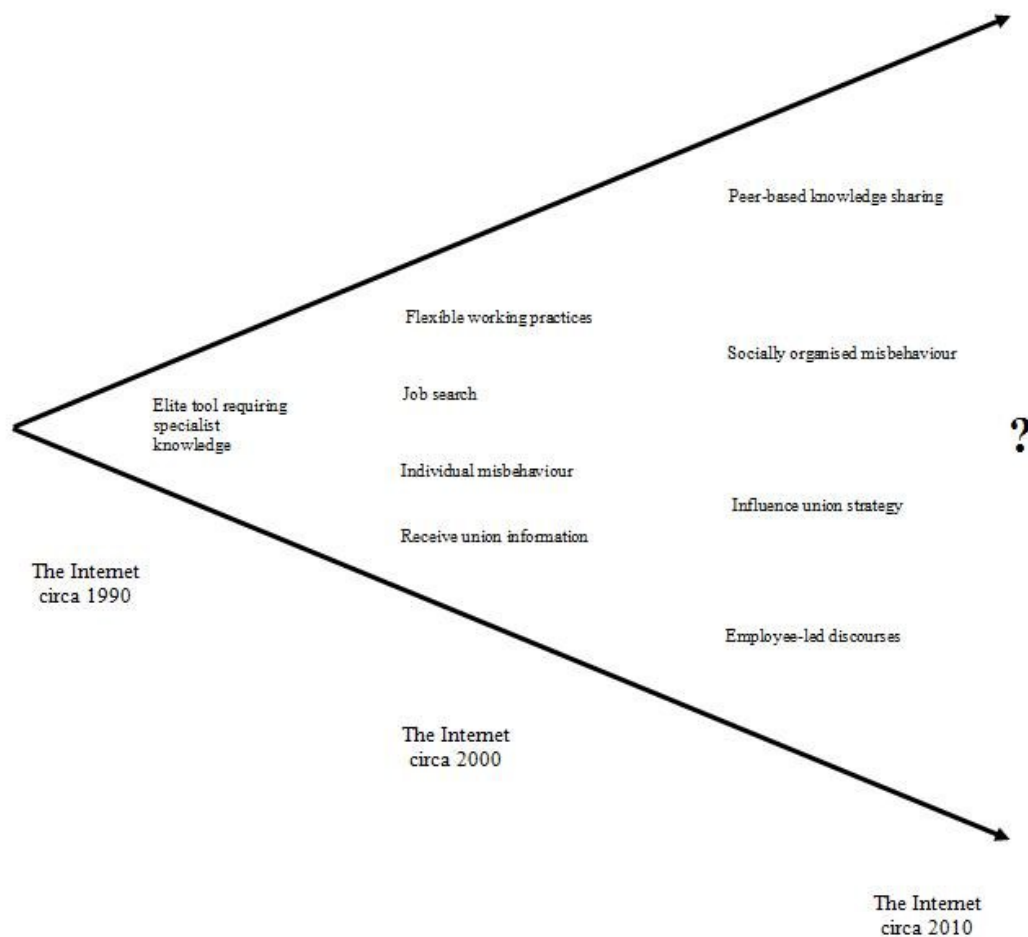 Elite tool requiring
specialist
knowledge
The Internet
circa 1990
Flexible working practices
Job search
Individual misbehaviour
Receive union information
The Internet
circa 2000
Peer-based knowledge sharing
Socially organised misbehaviour
Influence union strategy
Employee-led discourses
The Internet
circa 2010
?